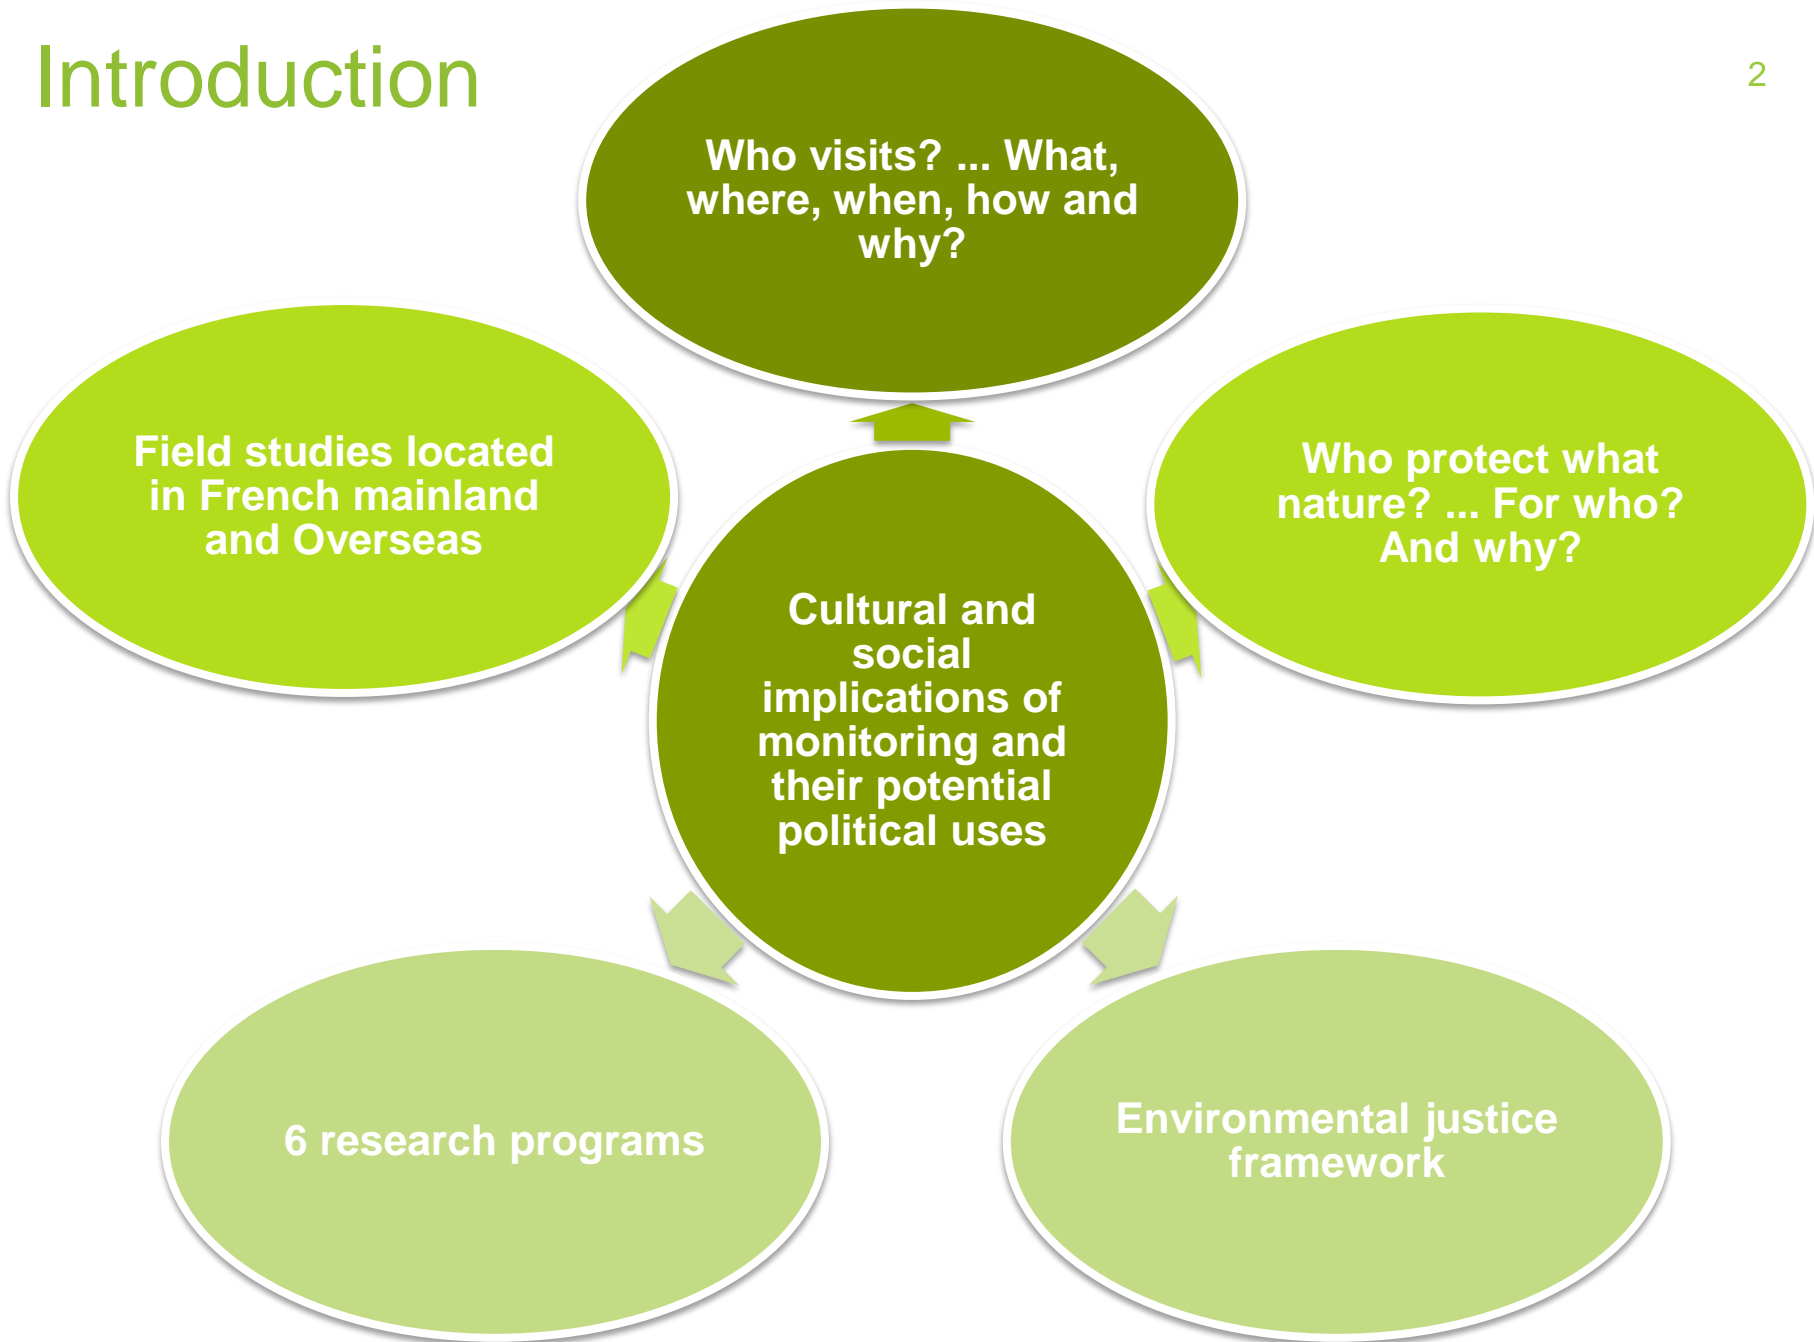 Introduction
2
Who visits? ... What,
where, when, how and
why?
Field studies located
in French mainland
and Overseas
Who protect what
nature? ... For who?
And why?
Cultural and
social
implications of
monitoring and
their potential
political uses
6 research programs
Environmental justice
framework